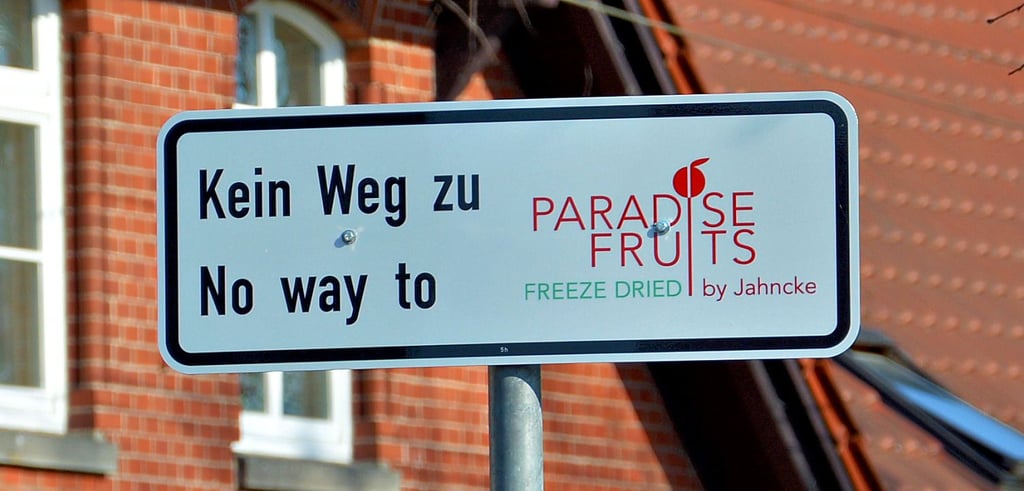 Kein Weg zu
No way to
PARADISE
FRUITS
FREEZE DRIED by Jahncke